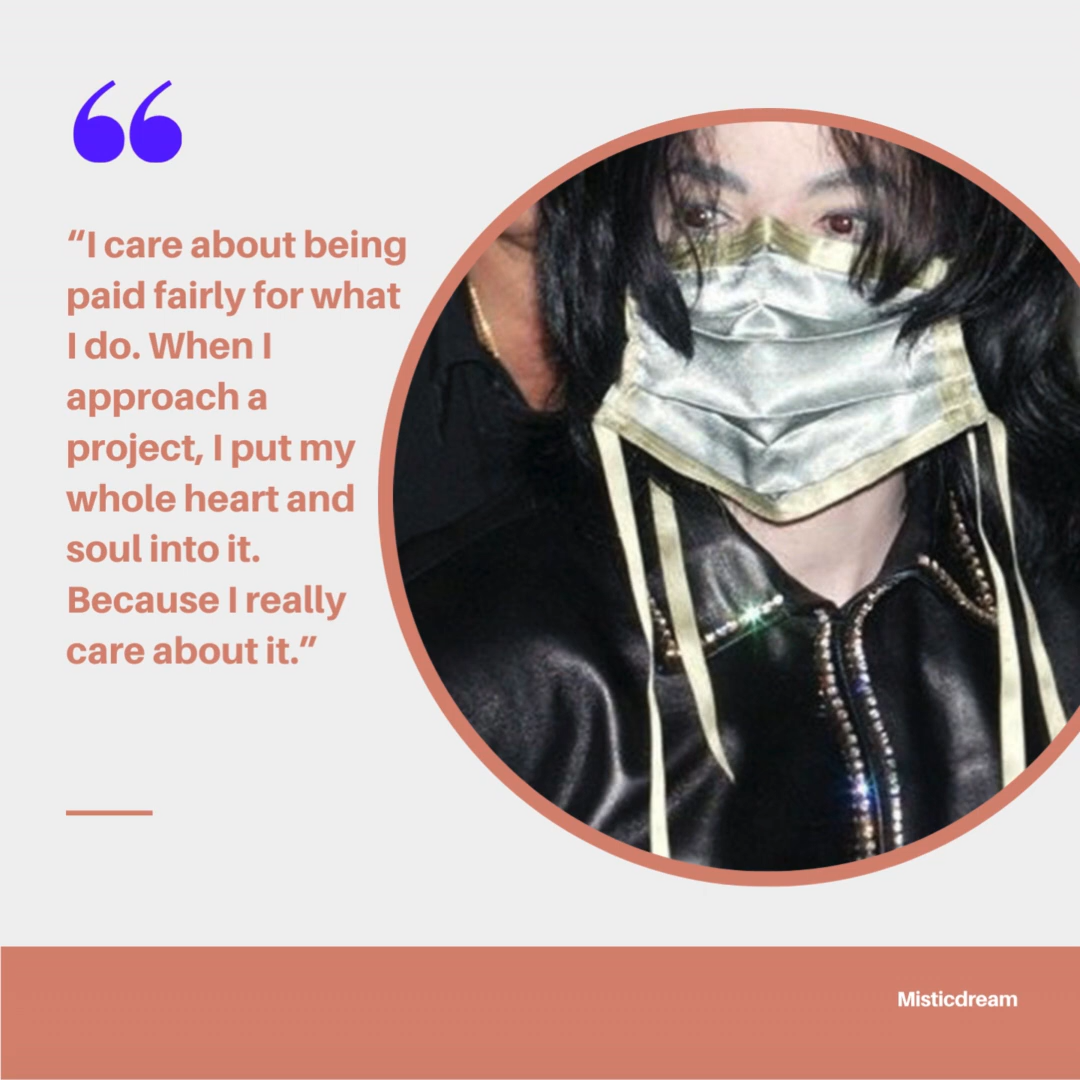 “I care about being
paid fairly for what
I do. When I
approach a
project, I put my
whole heart and
soul into it.
Because I really
care about it.”
Misticdream